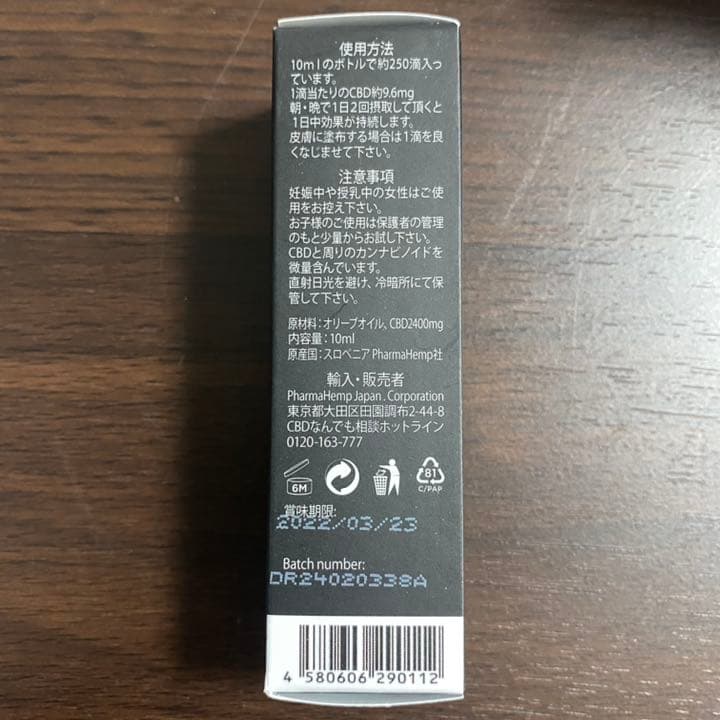 使用方法
10mlのボトルで約250滴入っ
ています。
1滴当たりのCBD約9.6mg
朝・晩で1日2回摂取して頂くと
1日中効果が持続します。
皮膚に塗布する場合は1滴を良
くなじませて下さい。
注意事項
妊娠中や授乳中の女性はご使
用をお控え下さい。
お子様のご使用は保護者の管理
のもと少量からお試し下さい。
CBDと周りのカンナビノイドを
微量含んでいます。
直射日光を避け、冷暗所にて保
管して下さい。
原材料：オリーブオイル、CBD2400mg
内容量：10ml
原産国：スロベニア PharmaHemp社
輸入・販売者
PharmaHemp Japan . Corporation
東京都大田区田園調布2-44-8
CBDなんでも相談ホットライン
0120-163-777
6M
81
C/PAP
賞味期限:
2022/03/23
Batch number:
DR24020338A
4 580606 290112